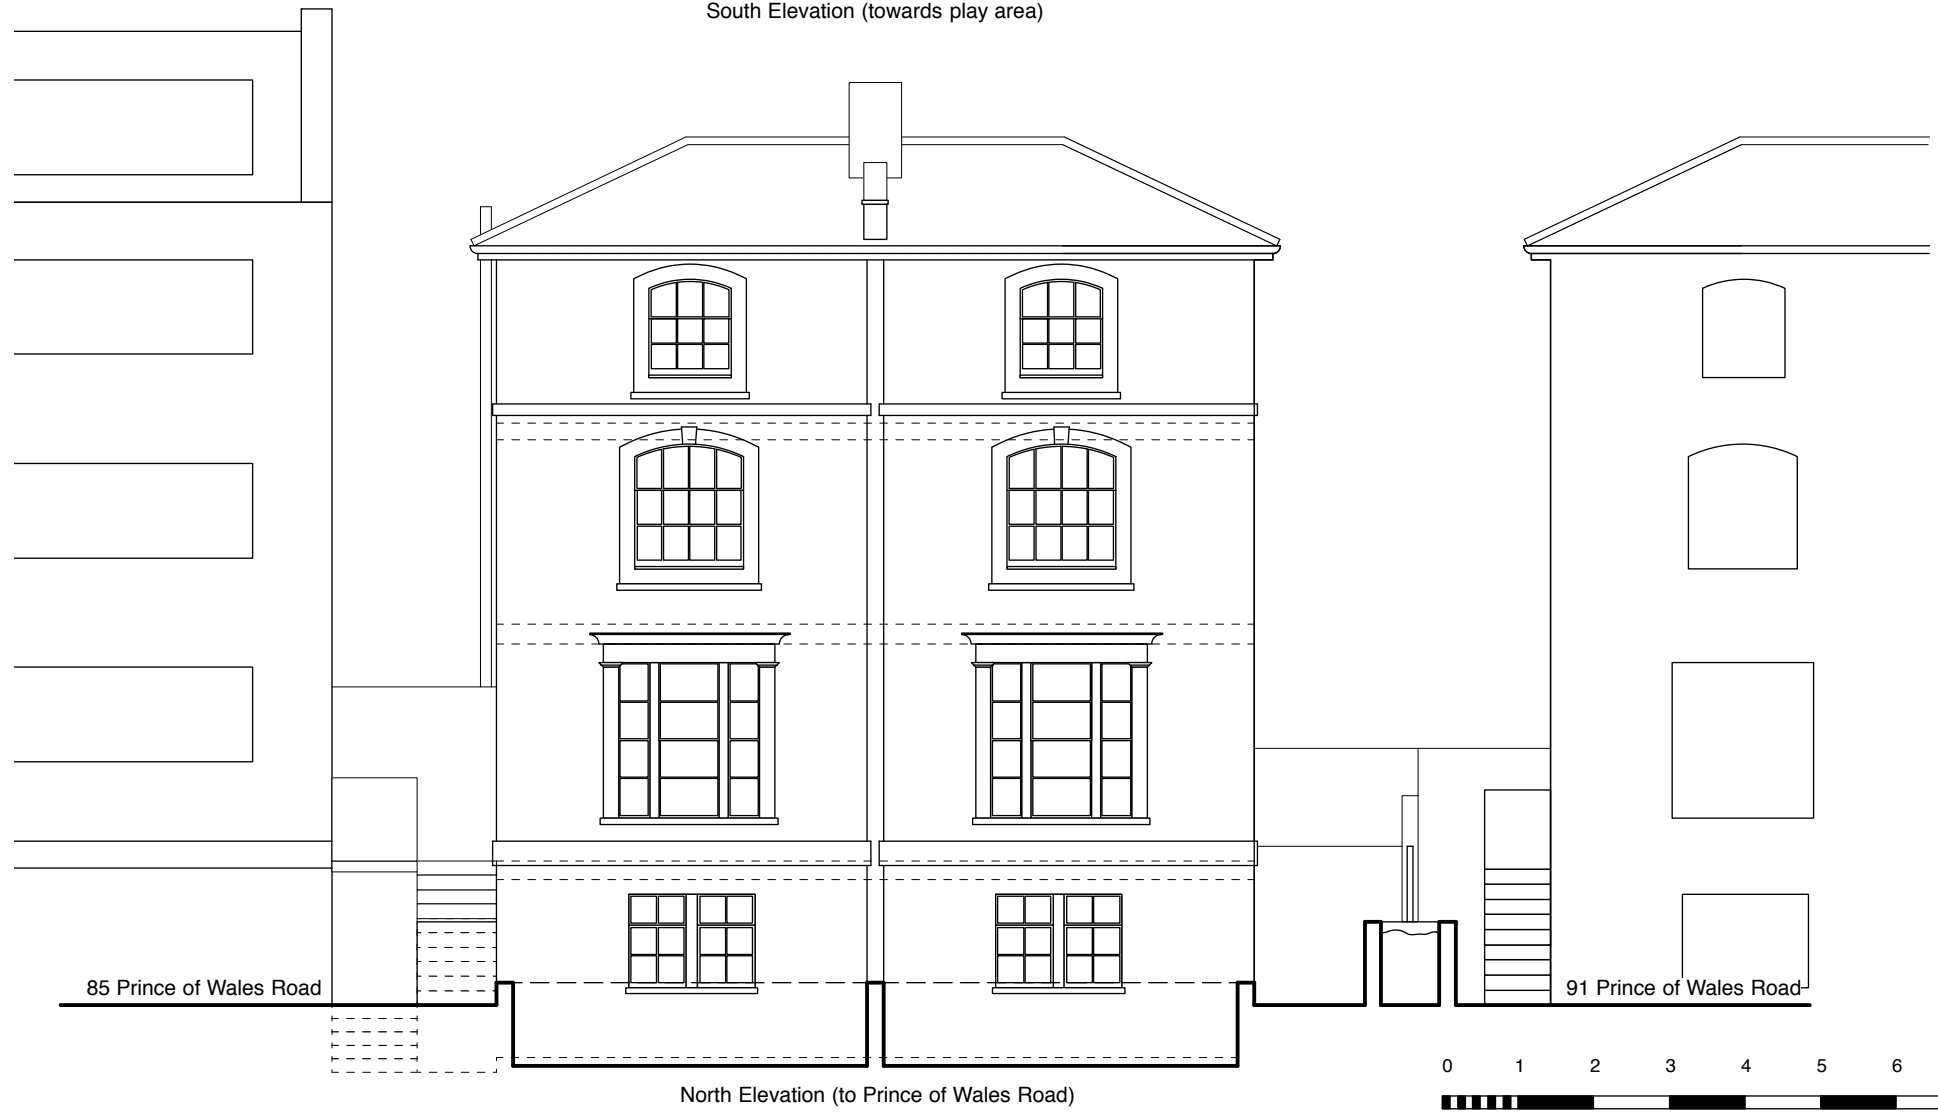 South Elevation (towards play area)
85 Prince of Wales Road
91 Prince of Wales Road
0 1 2 3 4 5 6
North Elevation (to Prince of Wales Road)